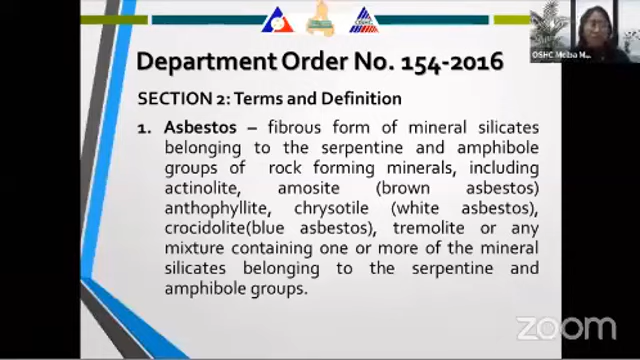 Department Order No. 154-2016
SECTION 2: Terms and Definition
1. Asbestos – fibrous form of mineral silicates
belonging to the serpentine and amphibole
groups of rock forming minerals, including
actinolite, amosite (brown asbestos)
anthophyllite, chrysotile (white asbestos),
crocidolite(blue asbestos), tremolite or any
mixture containing one or more of the mineral
silicates belonging to the serpentine and
amphibole groups.
OSHC
zoom